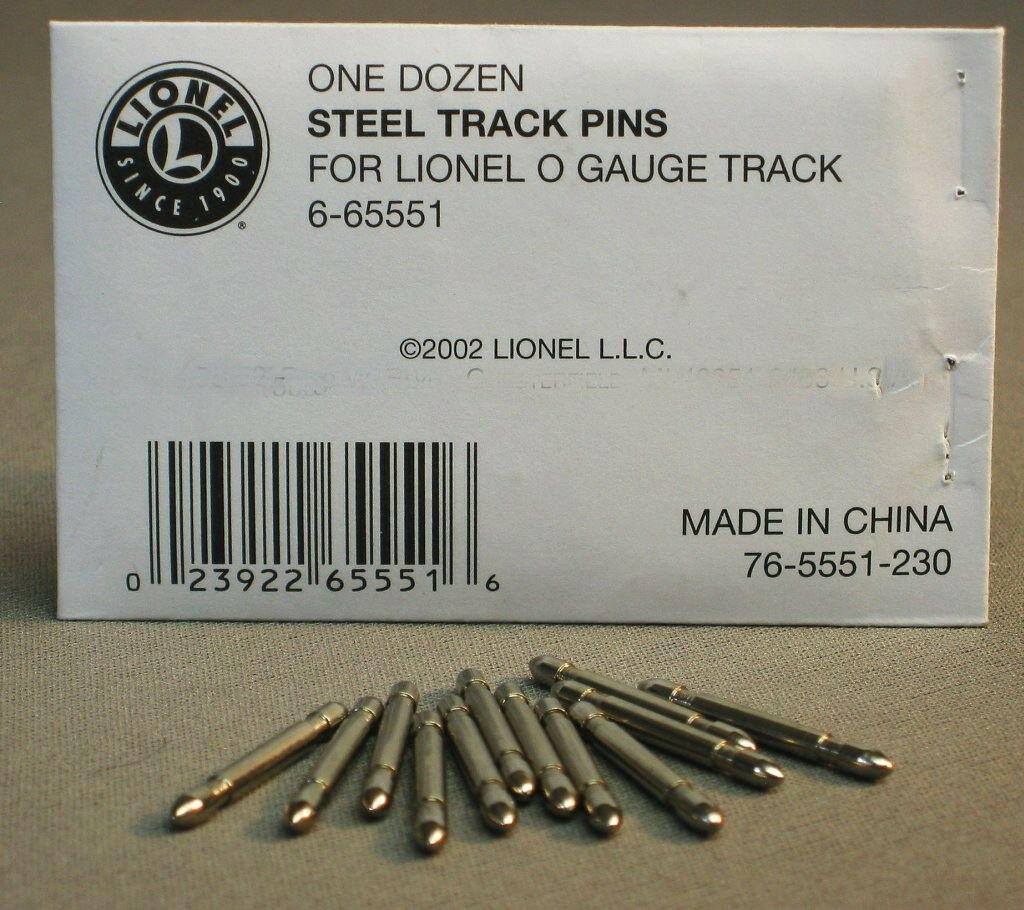 LIONEL
L
SINCE 1900
®
ONE DOZEN
STEEL TRACK PINS
FOR LIONEL O GAUGE TRACK
6-65551
©2002 LIONEL L.L.C.
CHESTERFIELD
0 23922 65551 6
MADE IN CHINA
76-5551-230